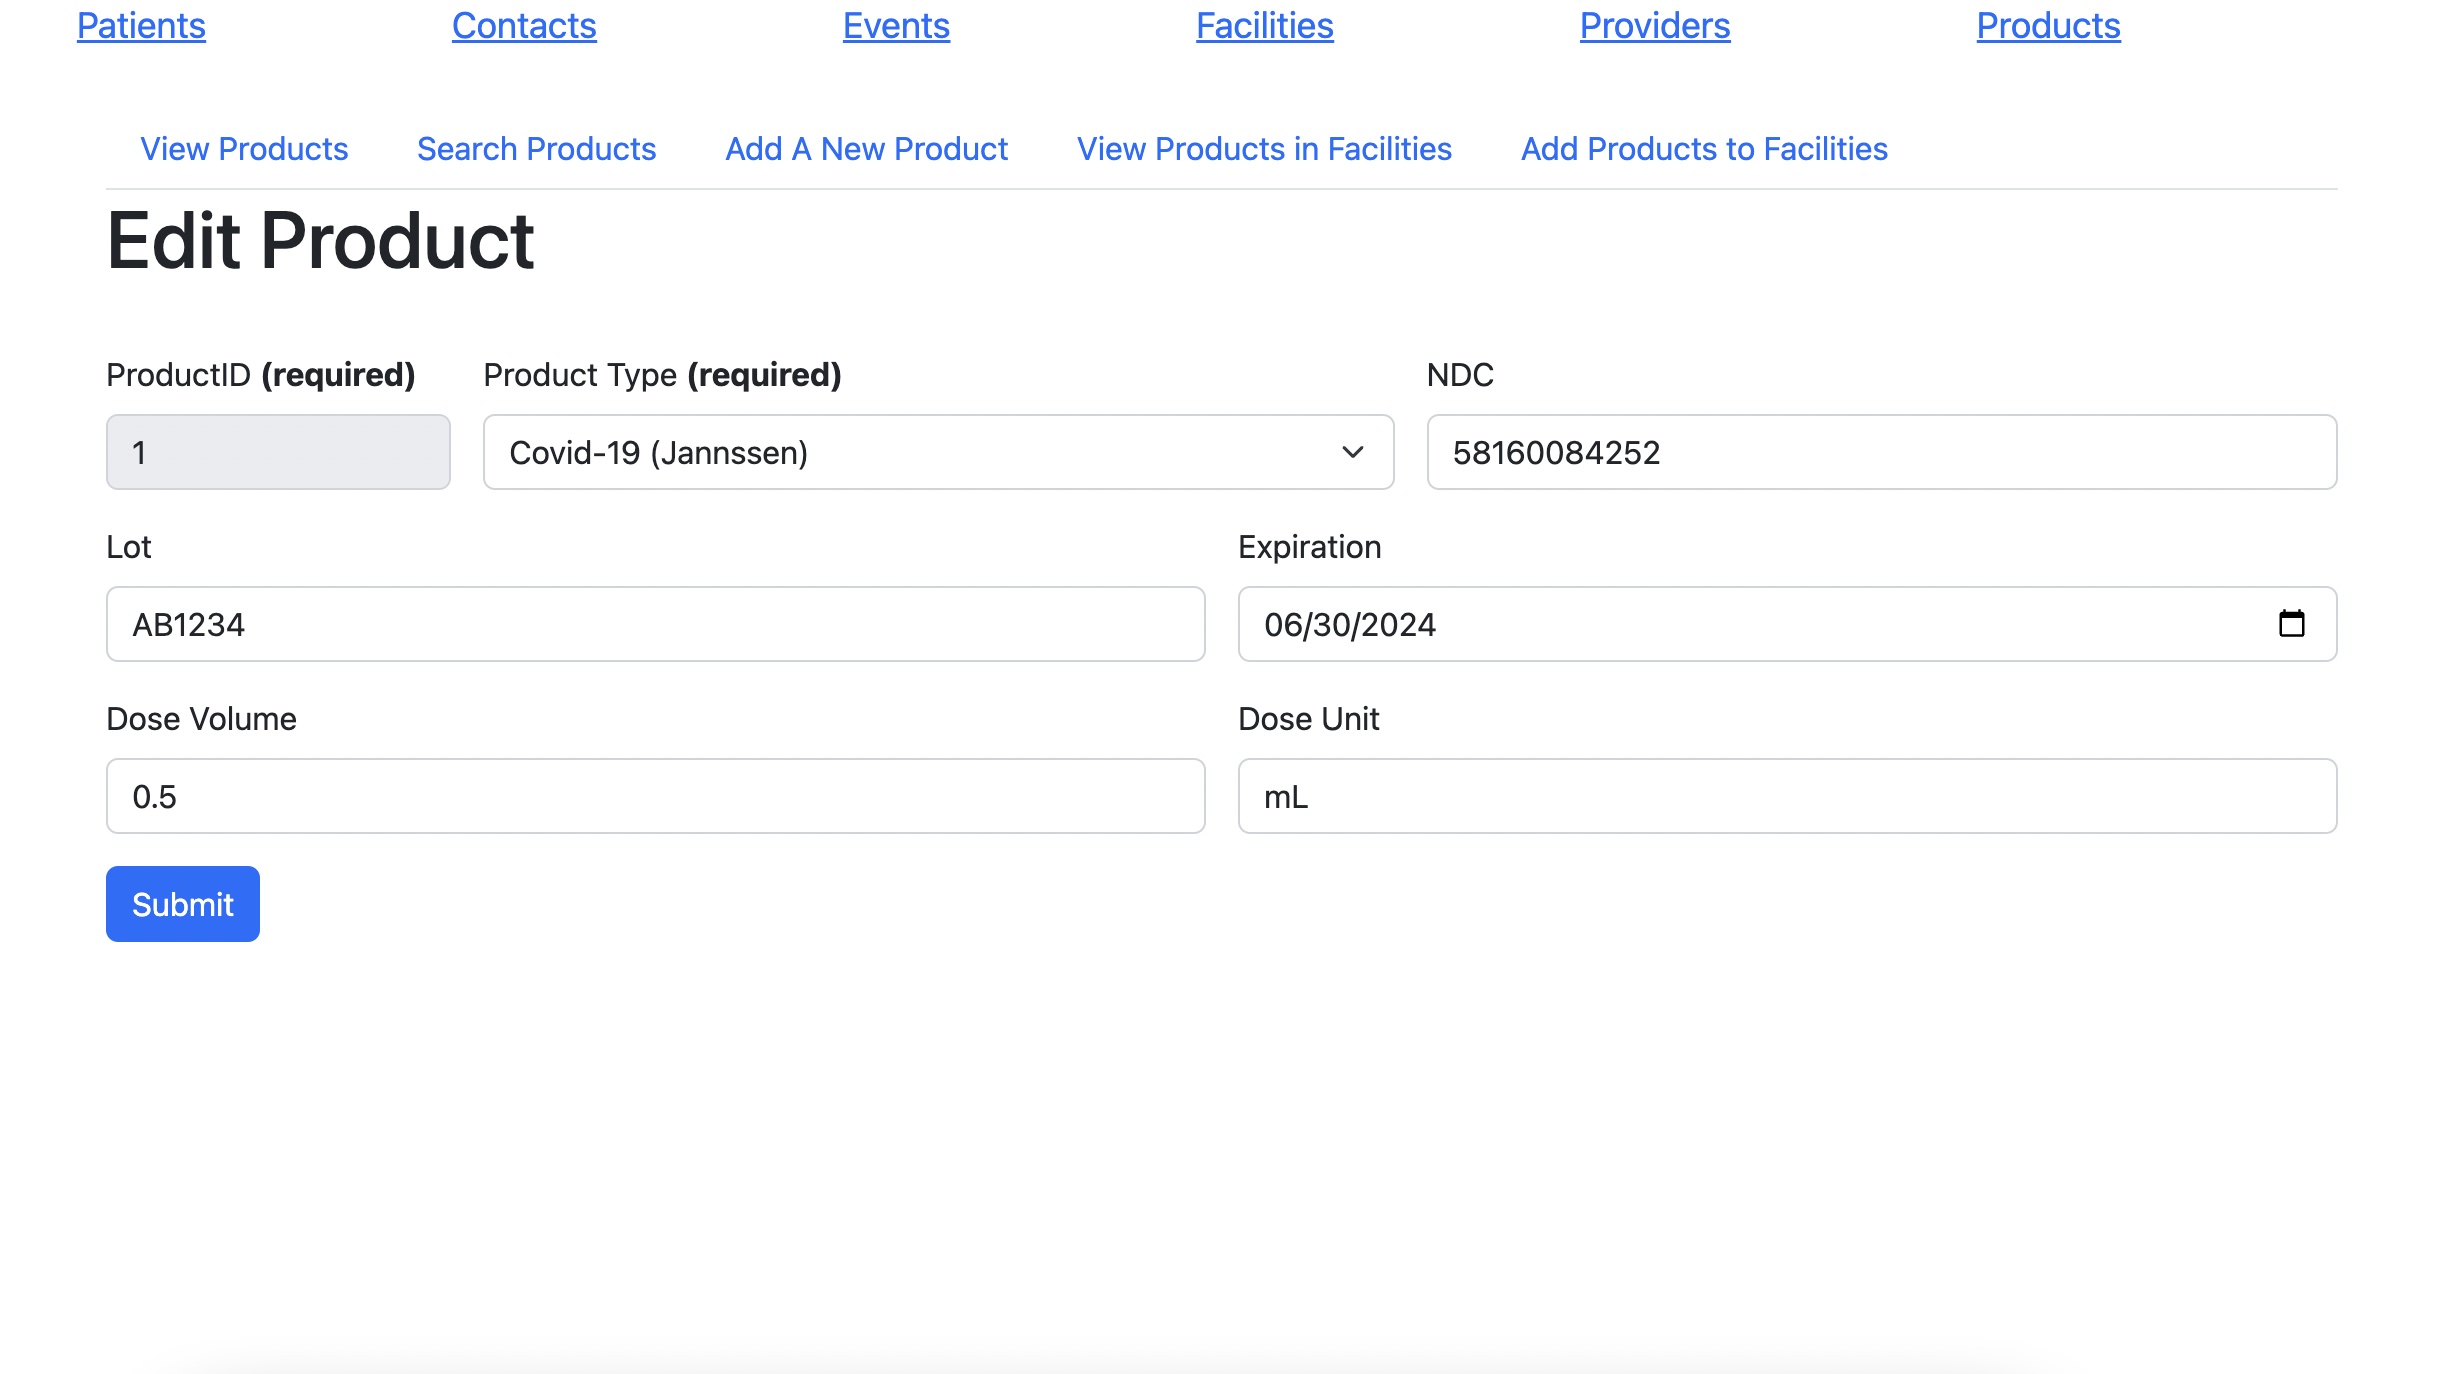 Patients Contacts Events Facilities Providers Products
View Products Search Products Add A New Product View Products in Facilities Add Products to Facilities
Edit Product
ProductID (required) Product Type (required) NDC
1 Covid-19 (Jannssen) 58160084252
Lot Expiration
AB1234 06/30/2024
Dose Volume Dose Unit
0.5 mL
Submit